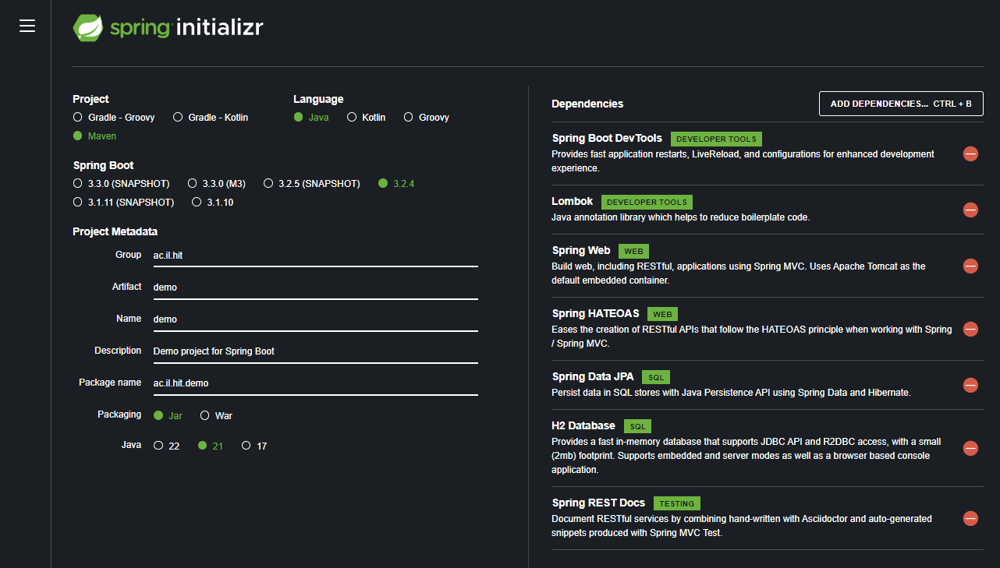 spring initializr
Project
Gradle - Groovy Gradle - Kotlin
Maven
Language
Java Kotlin Groovy
Spring Boot
3.3.0 (SNAPSHOT) 3.3.0 (M3) 3.2.5 (SNAPSHOT) 3.2.4
3.1.11 (SNAPSHOT) 3.1.10
Project Metadata
Group ac.il.hit
Artifact demo
Name demo
Description Demo project for Spring Boot
Package name ac.il.hit.demo
Packaging Jar War
Java 22 21 17
Dependencies ADD DEPENDENCIES... CTRL + B
Spring Boot DevTools DEVELOPER TOOLS
Provides fast application restarts, LiveReload, and configurations for enhanced development
experience.
Lombok DEVELOPER TOOLS
Java annotation library which helps to reduce boilerplate code.
Spring Web WEB
Build web, including RESTful, applications using Spring MVC. Uses Apache Tomcat as the
default embedded container.
Spring HATEOAS WEB
Eases the creation of RESTful APIs that follow the HATEOAS principle when working with Spring
/ Spring MVC.
Spring Data JPA SQL
Persist data in SQL stores with Java Persistence API using Spring Data and Hibernate.
H2 Database SQL
Provides a fast in-memory database that supports JDBC API and R2DBC access, with a small
(2mb) footprint. Supports embedded and server modes as well as a browser based console
application.
Spring REST Docs TESTING
Document RESTful services by combining hand-written with Asciidoctor and auto-generated
snippets produced with Spring MVC Test.